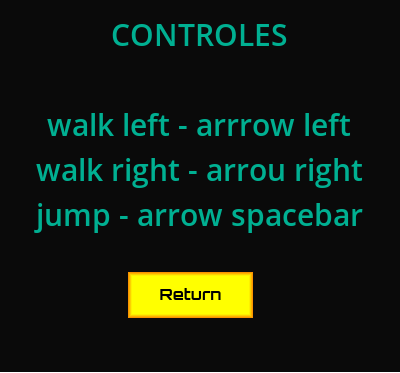 CONTROLES
walk left - arrrow left
walk right - arrou right
jump - arrow spacebar
Return